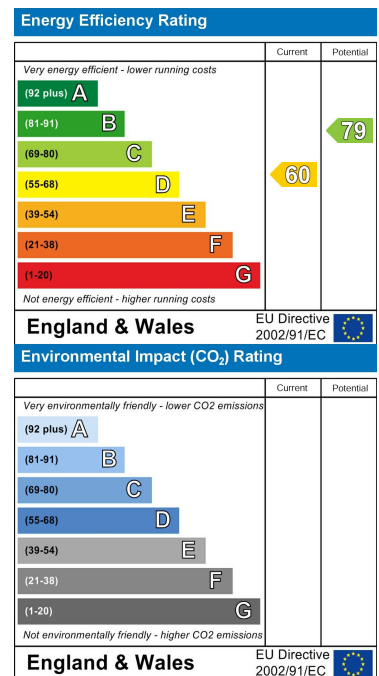 Energy Efficiency Rating
Current Potential
Very energy efficient - lower running costs
(92 plus) A
(81-91) B
(69-80) C
(55-68) D
(39-54) E
(21-38) F
(1-20) G
79
60
Not energy efficient - higher running costs
England & Wales
EU Directive
2002/91/EC
Environmental Impact (CO₂) Rating
Current Potential
Very environmentally friendly - lower CO2 emissions
(92 plus) A
(81-91) B
(69-80) C
(55-68) D
(39-54) E
(21-38) F
(1-20) G
Not environmentally friendly - higher CO2 emissions
England & Wales
EU Directive
2002/91/EC